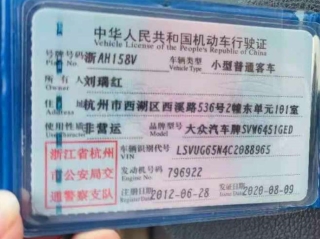 中华人民共和国机动车行驶证
Vehicle License of the People's Republic of China
号牌号码 浙AH158V 车辆类型 小型普通客车
Plate No. Vehicle Type
所有人 刘瑞红
Owner
住址 杭州市西湖区西溪路536号2幢东单元101室
Address
使用性质 非营运 品牌型号 大众汽车牌SVW6451GED
Use Character Model
浙江省杭州
市公安局交
通警察支队
车辆识别代号 LSVUG65N4C2088965
VIN
发动机号码 796922
Engine No.
注册日期 2012-06-28 发证日期 2020-08-09
Register Date Issue Date